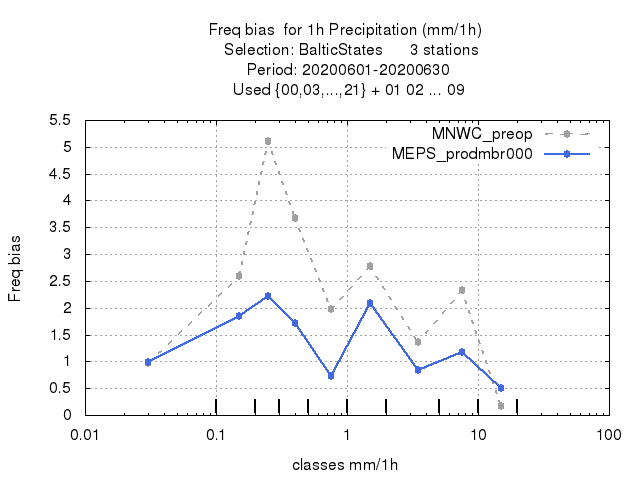 Freq bias  for 1h Precipitation (mm/1h)
Selection: BalticStates      3 stations
Period: 20200601-20200630
Used {00,03,...,21} + 01 02 ... 09
MNWC_preop
MEPS_prodmbr000
5.5
5
4.5
4
3.5
3
2.5
2
1.5
1
0.5
0
Freq bias
0.01
0.1
1
10
100
classes mm/1h